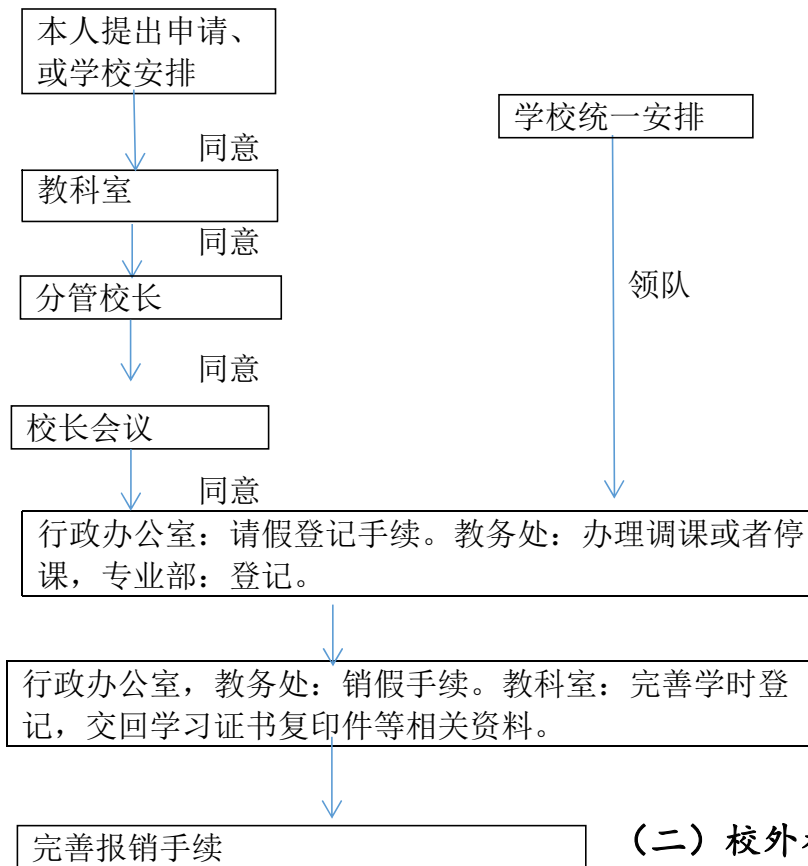 本人提出申请、
或学校安排
学校统一安排
同意
教科室
同意
分管校长
领队
同意
校长会议
同意
行政办公室：请假登记手续。教务处：办理调课或者停
课，专业部：登记。
行政办公室，教务处：销假手续。教科室：完善学时登
记，交回学习证书复印件等相关资料。
完善报销手续
（二）校外